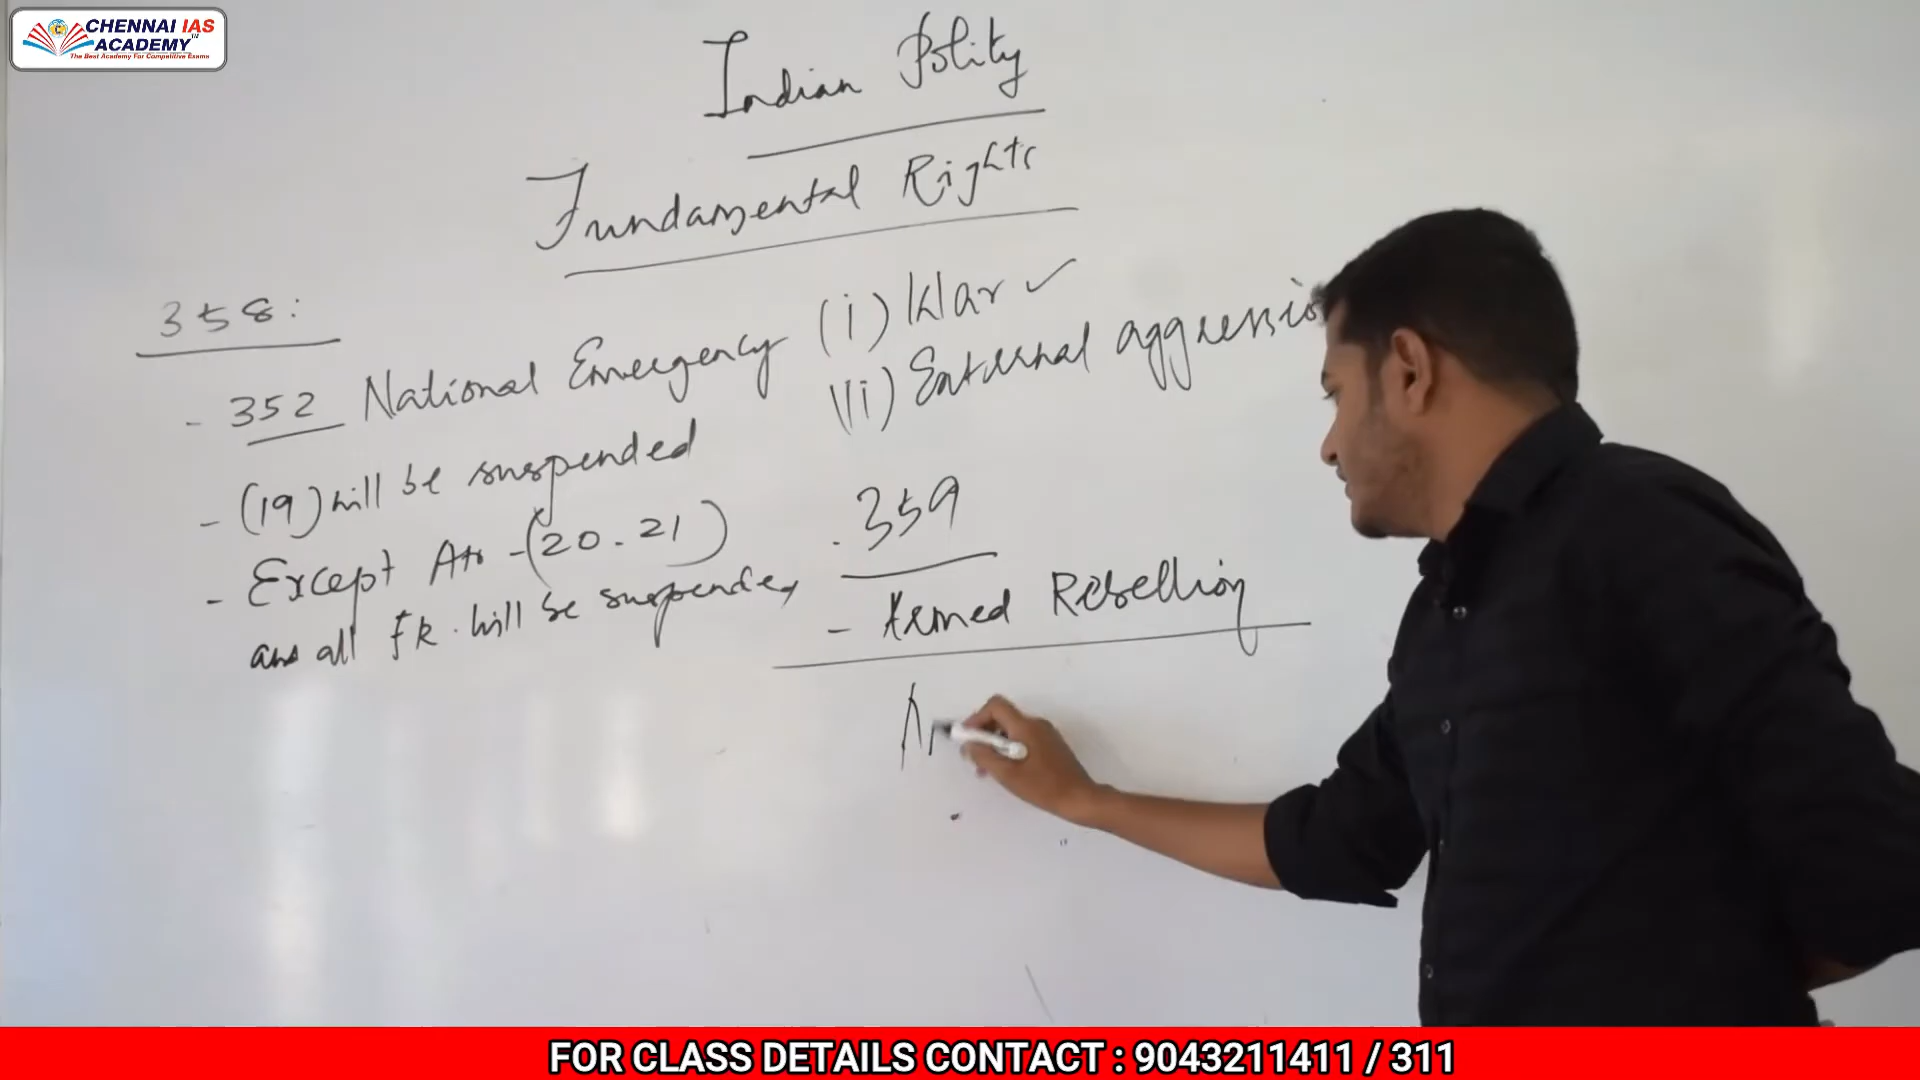 CHENNAI IAS
ACADEMY
The Best Academy For Competitive Exams
Indian Polity
Fundamental Rights
358:
- 352 National Emergency (i) War ✓
(ii) External aggression
- (19) will be suspended
- Except Art - (20.21)
and all fR. will be suspended
. 359
- Armed Rebellion
FOR CLASS DETAILS CONTACT : 9043211411 / 311